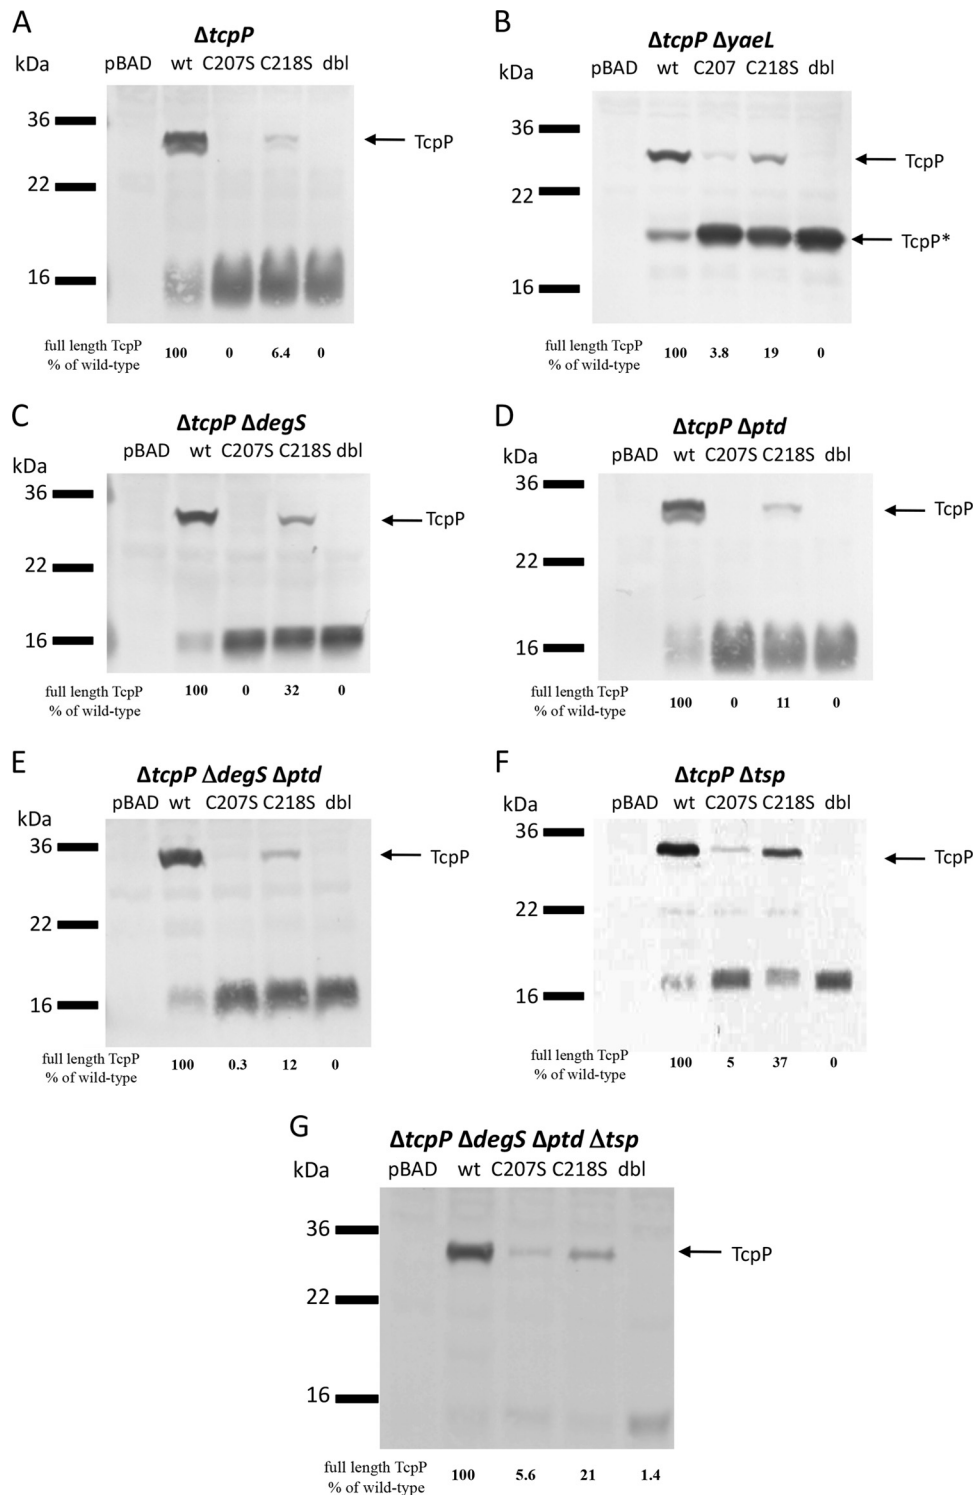 A
ΔtcpP
kDa
pBAD wt C207S C218S dbl
36
22
16
TcpP
full length TcpP
% of wild-type
100 0 6.4 0
B
ΔtcpP ΔyaeL
kDa
pBAD wt C207 C218S dbl
36
22
16
TcpP
TcpP*
full length TcpP
% of wild-type
100 3.8 19 0
C
ΔtcpP ΔdegS
kDa
pBAD wt C207S C218S dbl
36
22
16
TcpP
full length TcpP
% of wild-type
100 0 32 0
D
ΔtcpP Δptd
kDa
pBAD wt C207S C218S dbl
36
22
16
TcpP
full length TcpP
% of wild-type
100 0 11 0
E
ΔtcpP ΔdegS Δptd
kDa
pBAD wt C207S C218S dbl
36
22
16
TcpP
full length TcpP
% of wild-type
100 0.3 12 0
F
ΔtcpP Δtsp
kDa
pBAD wt C207S C218S dbl
36
22
16
TcpP
full length TcpP
% of wild-type
100 5 37 0
G
ΔtcpP ΔdegS Δptd Δtsp
kDa
pBAD wt C207S C218S dbl
36
22
16
TcpP
full length TcpP
% of wild-type
100 5.6 21 1.4